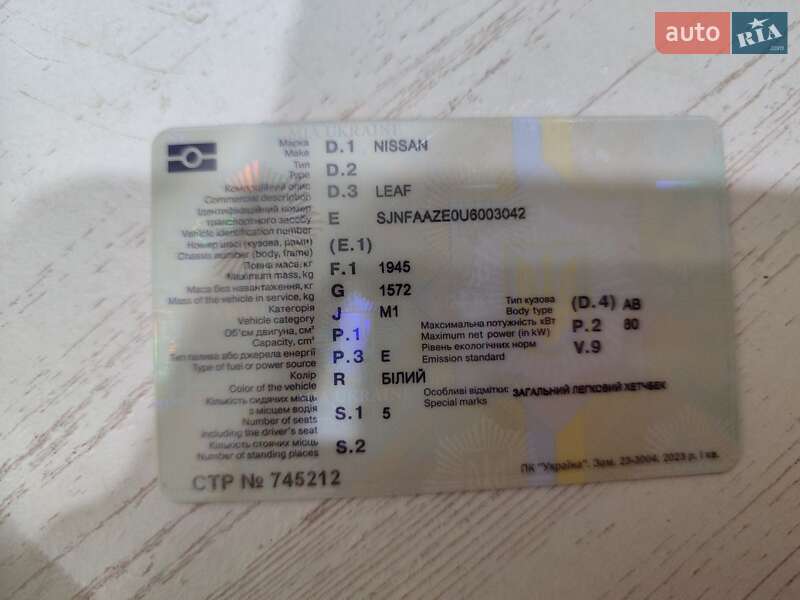 auto RIA .com
MIA UKRAINE
Марка D.1 NISSAN
Make
Тип D.2
Type
Комерційний опис D.3 LEAF
Commercial description
Ідентифікаційний номер
транспортного засобу E SJNFAAZE0U6003042
Vehicle identification number
Номер шасі (кузова, рами) (E.1)
Chassis number (body, frame)
Повна маса, кг F.1 1945
Maximum mass, kg
Маса без навантаження, кг G 1572
Mass of the vehicle in service, kg
Категорія J M1
Vehicle category
Тип кузова (D.4) АВ
Body type
Об'єм двигуна, см³ P.1
Capacity, cm³
Максимальна потужність кВт P.2 80
Maximum net power (in kW)
Тип палива або джерела енергії P.3 E
Type of fuel or power source
Рівень екологічних норм V.9
Emission standard
Колір R БІЛИЙ
Color of the vehicle
Кількість сидячих місць
з місцем водія S.1 5
Number of seats
including the driver's seat
Особливі відмітки: ЗАГАЛЬНИЙ ЛЕГКОВИЙ ХЕТЧБЕК
Special marks
Кількість стоячих місць S.2
Number of standing places
СТР № 745212
ПК "Україна". Зам. 23-3004. 2023 р. I кв.